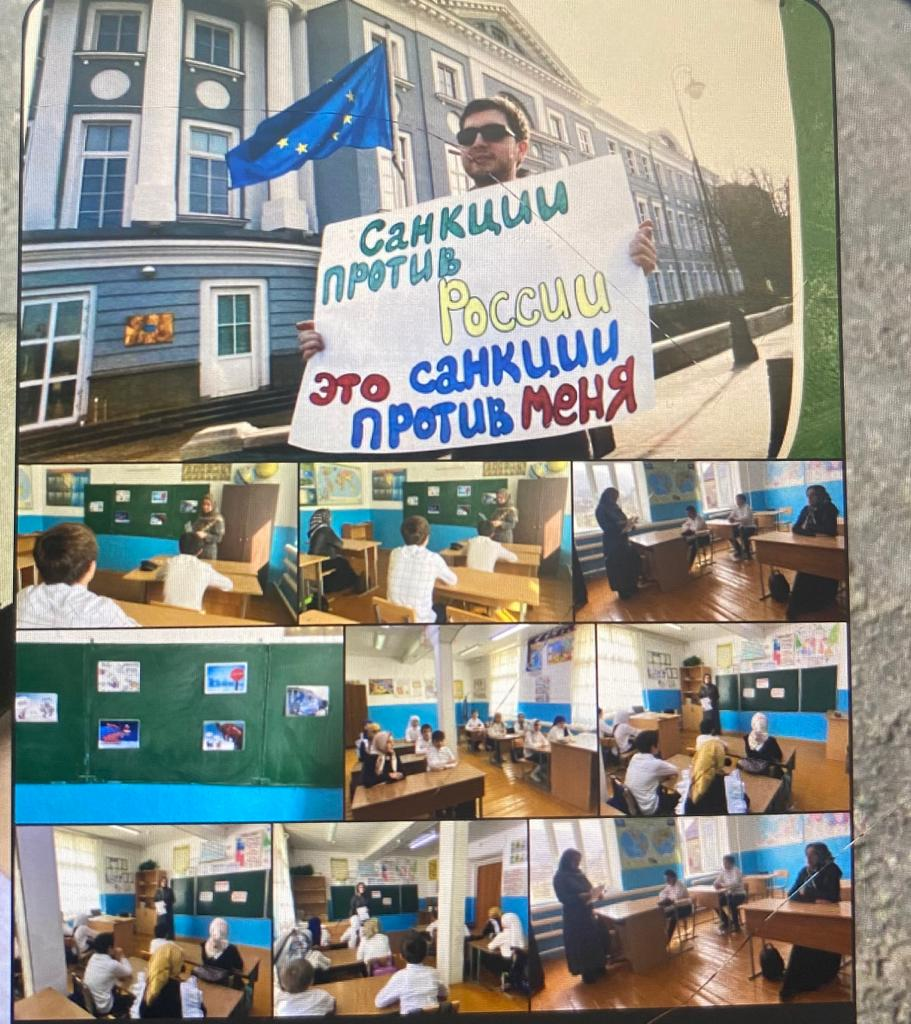 Санкции
против
России
это санкции
против меня